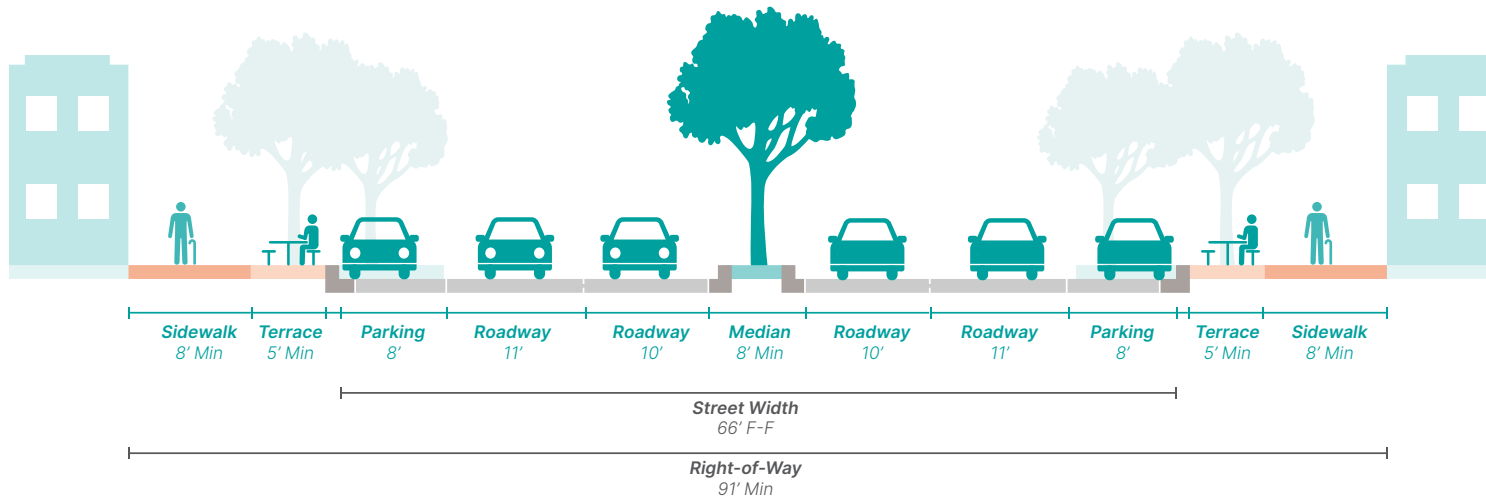 Sidewalk Terrace Parking Roadway Roadway Median Roadway Roadway Parking Terrace Sidewalk
8’ Min 5’ Min 8’ 11’ 10’ 8’ Min 10’ 11’ 8’ 5’ Min 8’ Min
Street Width
66’ F-F
Right-of-Way
91’ Min